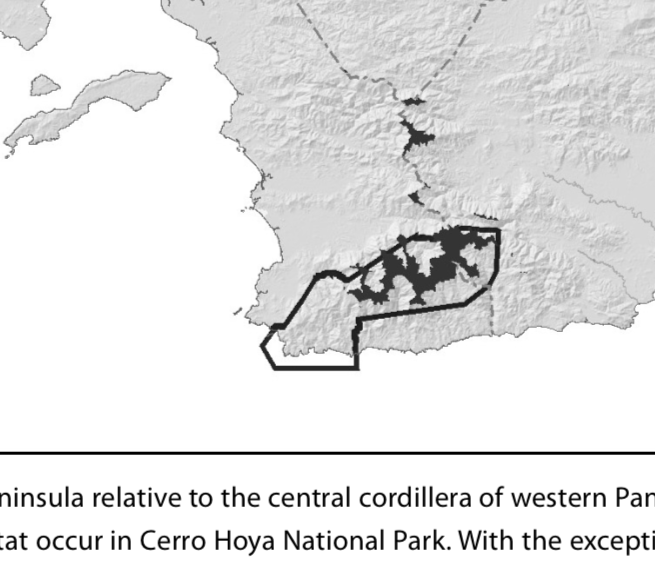 ninsula relative to the central cordillera of western Pan
tat occur in Cerro Hoya National Park. With the excepti